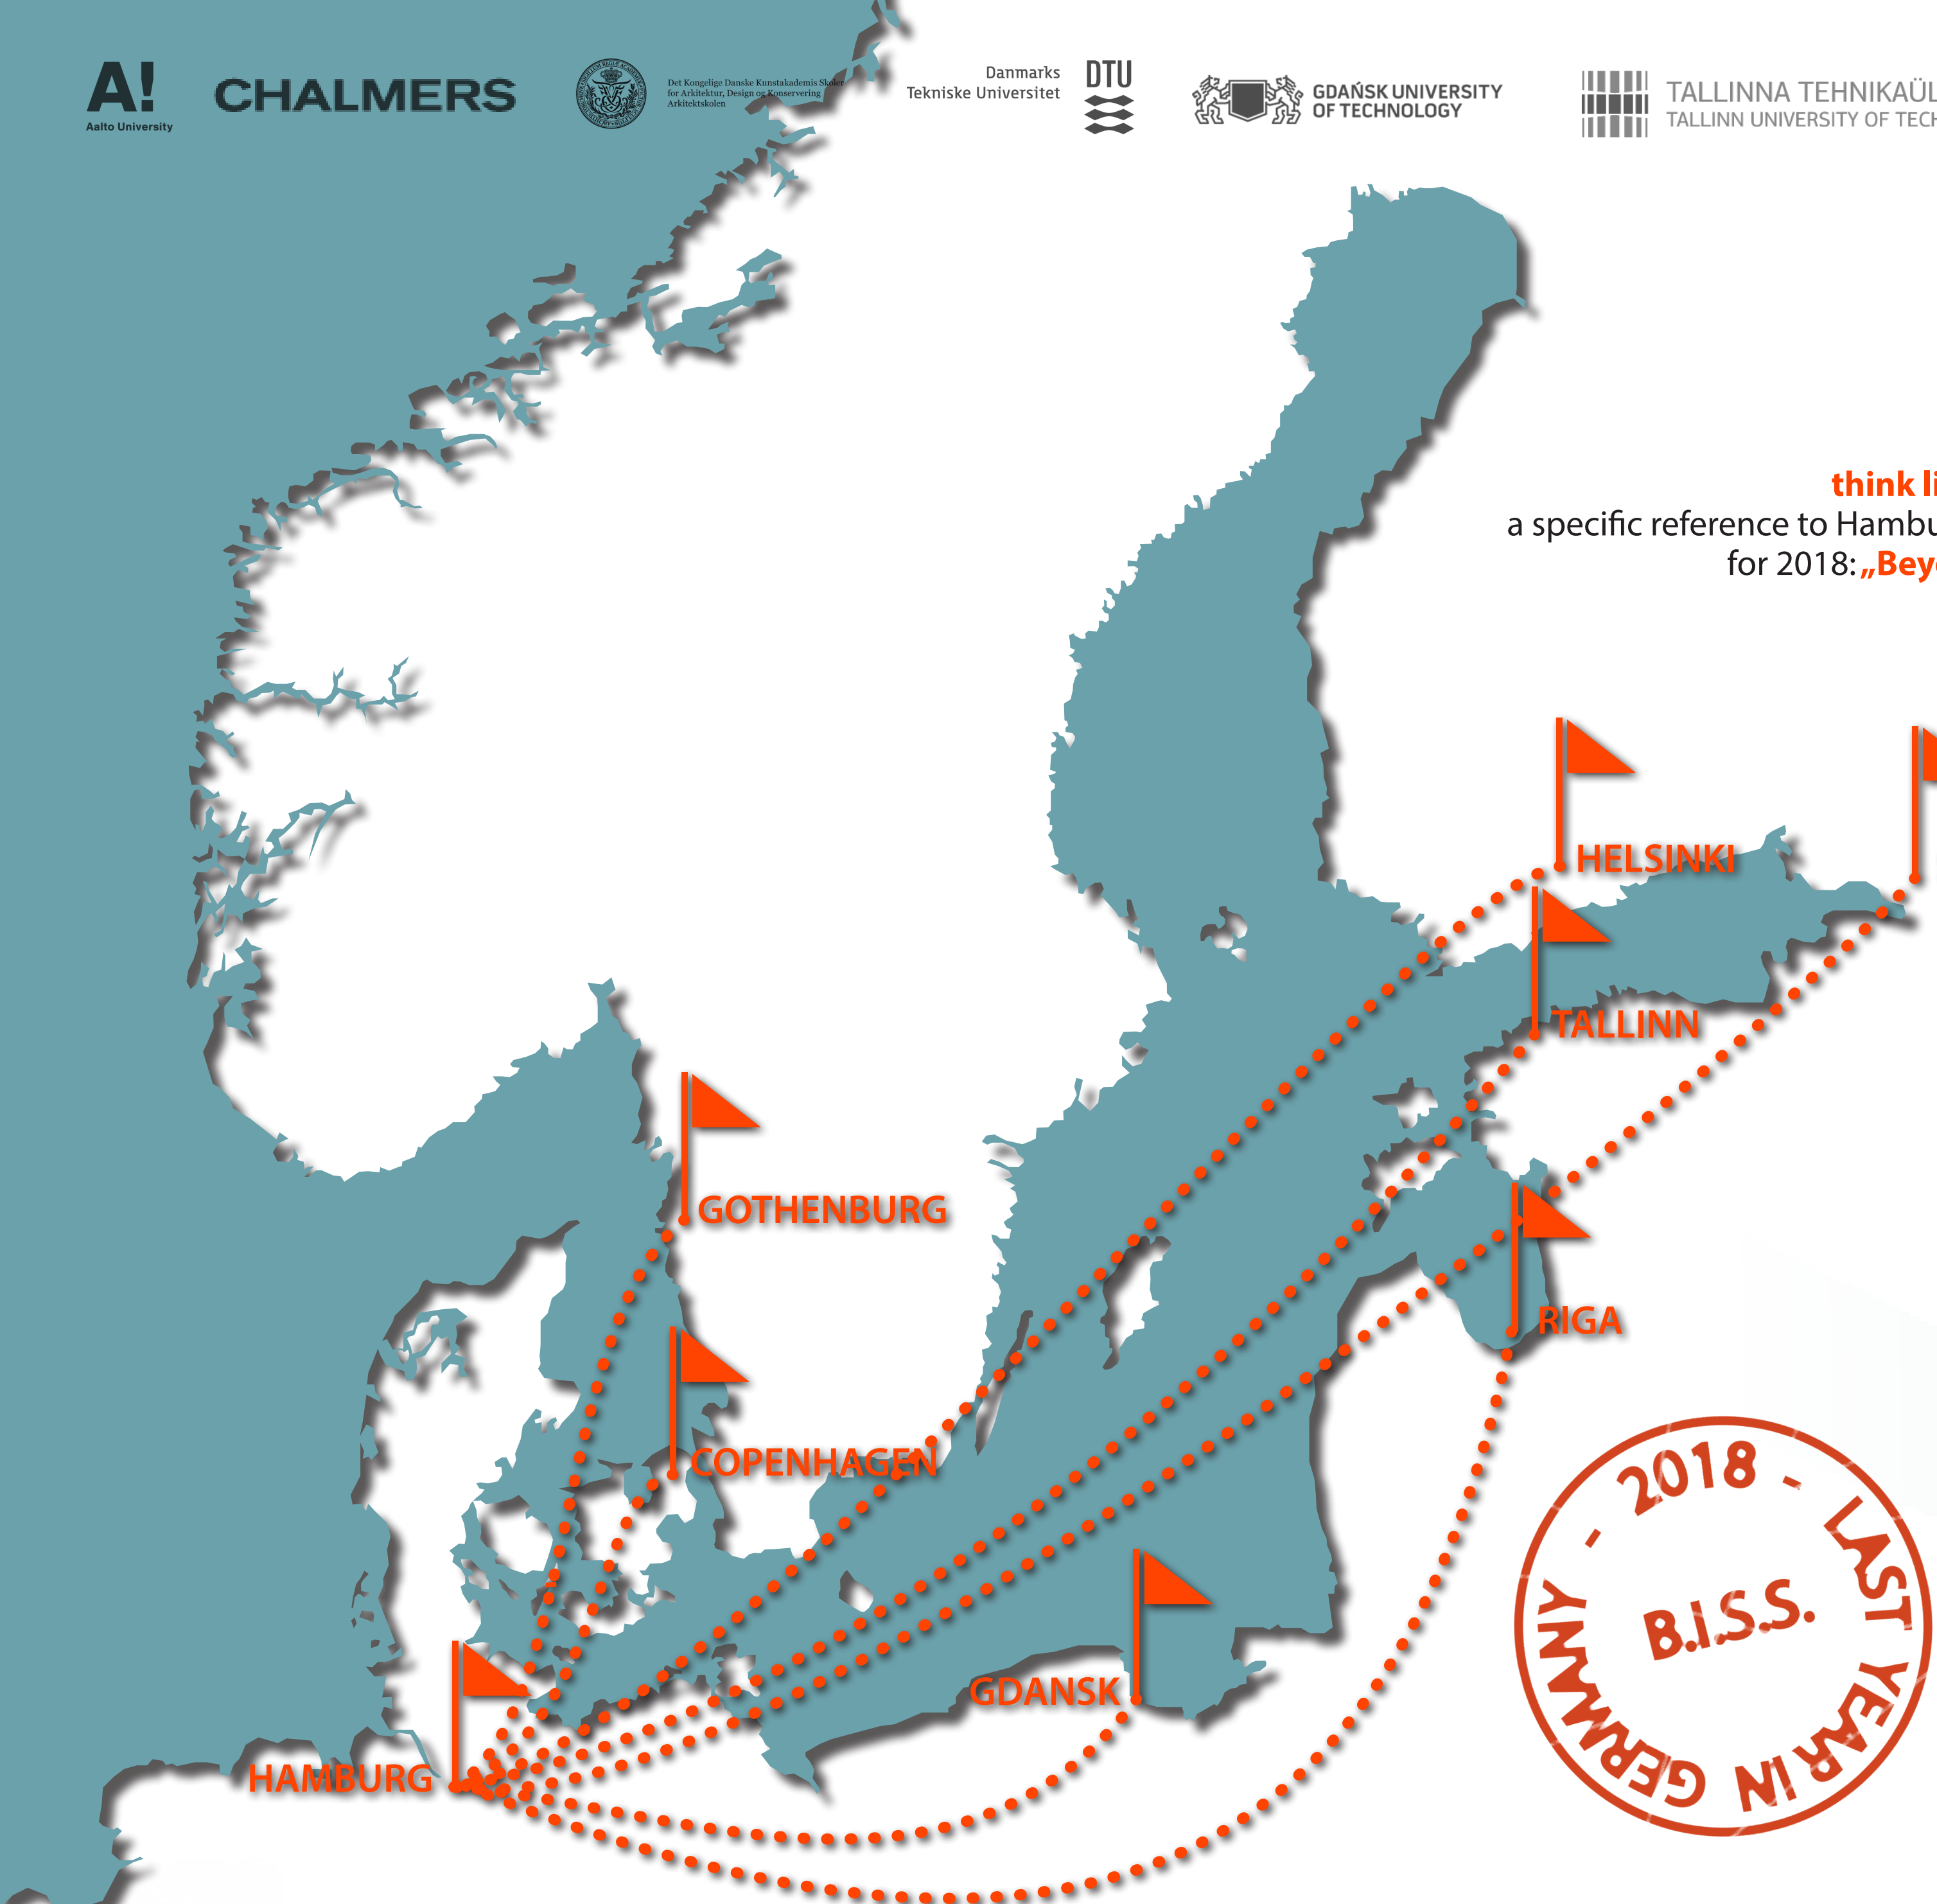 A!
Aalto University
CHALMERS
Det Kongelige Danske Kunstakademis Skoler
for Arkitektur, Design og Konservering
Arkitektskolen
Danmarks
Tekniske Universitet
DTU
GDAŃSK UNIVERSITY
OF TECHNOLOGY
TALLINNA TEHNIKAÜL
TALLINN UNIVERSITY OF TECH
think li
a specific reference to Hambu
for 2018: „Beyo
HELSINKI
TALLINN
GOTHENBURG
RIGA
COPENHAGEN
GDANSK
HAMBURG
- 2018 - LAST YEAR IN GERMANY
B.I.S.S.